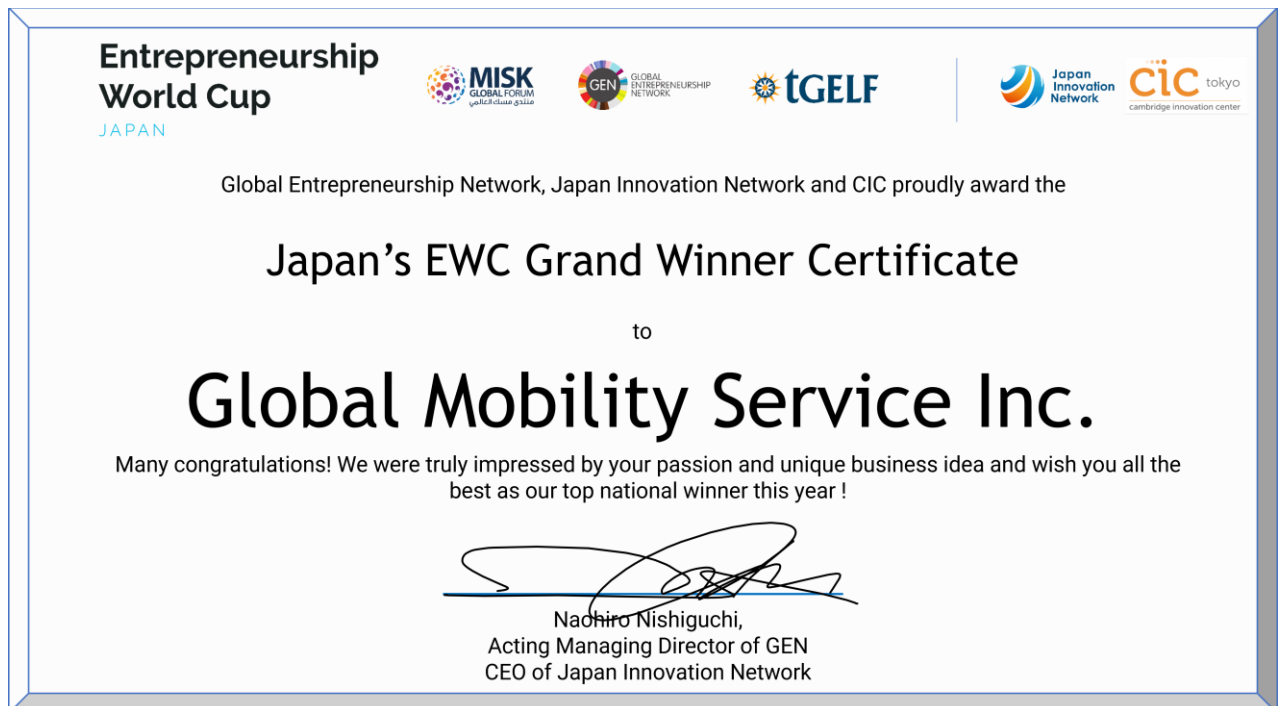 Entrepreneurship
World Cup
JAPAN
MISK
GLOBAL FORUM
منتدى مسك العالمي
GEN
GLOBAL
ENTREPRENEURSHIP
NETWORK
tGELF
Japan
Innovation
Network
cic tokyo
cambridge innovation center
Global Entrepreneurship Network, Japan Innovation Network and CIC proudly award the
Japan's EWC Grand Winner Certificate
to
Global Mobility Service Inc.
Many congratulations! We were truly impressed by your passion and unique business idea and wish you all the
best as our top national winner this year !
Naohiro Nishiguchi,
Acting Managing Director of GEN
CEO of Japan Innovation Network